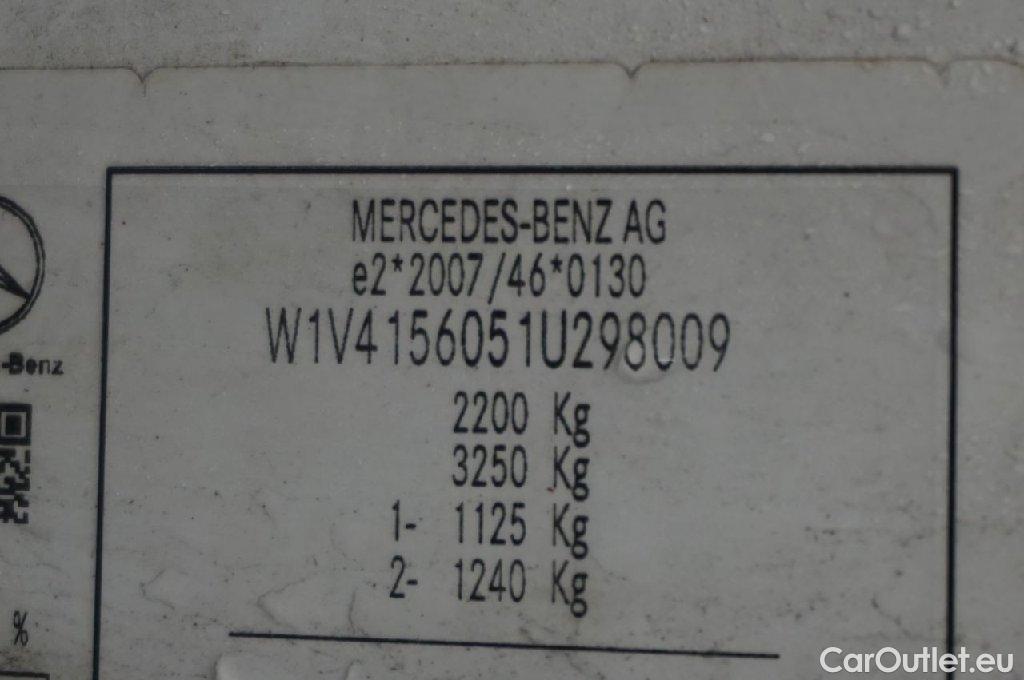 MERCEDES-BENZ AG
e2*2007/46*0130
W1V4156051U298009
-Benz
2200 Kg
3250 Kg
1- 1125 Kg
2- 1240 Kg
%
CarOutlet.eu